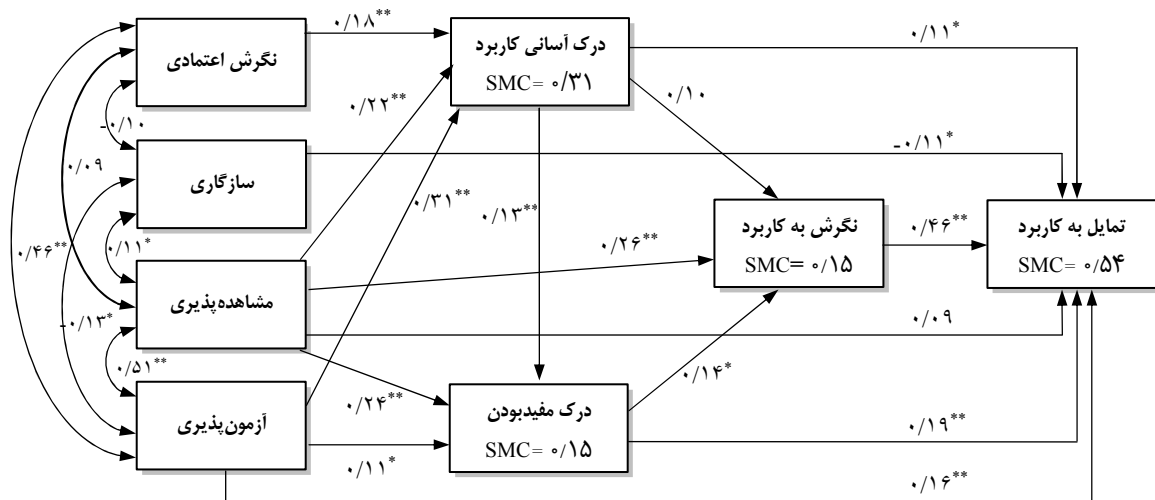 ۰/۱۸**
۰/۱۱*
نگرش اعتمادی
درک آسانی کاربرد
SMC= ۰/۳۱
۰/۲۲**
۰/۱۰
-۰/۱۰
-۰/۱۱*
۰/۰۹
سازگاری
۰/۳۱**
۰/۱۳**
نگرش به کاربرد
SMC= ۰/۱۵
۰/۴۶**
تمایل به کاربرد
SMC= ۰/۵۴
۰/۴۶**
۰/۱۱*
۰/۲۶**
مشاهده‌پذیری
-۰/۱۳*
۰/۰۹
۰/۵۱**
۰/۱۴*
۰/۲۴**
آزمون‌پذیری
درک مفیدبودن
SMC= ۰/۱۵
۰/۱۹**
۰/۱۱*
۰/۱۶**